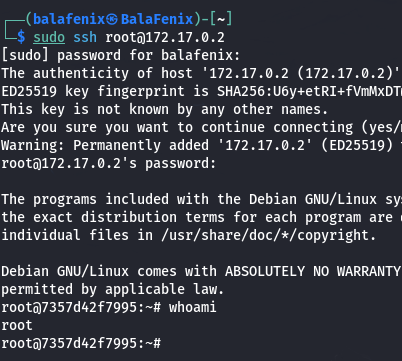 ┌──(balafenix㉿BalaFenix)-[~]
└─$ sudo ssh root@172.17.0.2
[sudo] password for balafenix:
The authenticity of host '172.17.0.2 (172.17.0.2)'
ED25519 key fingerprint is SHA256:U6y+etRI+fVmMxDT
This key is not known by any other names.
Are you sure you want to continue connecting (yes/
Warning: Permanently added '172.17.0.2' (ED25519)
root@172.17.0.2's password:
The programs included with the Debian GNU/Linux sys
the exact distribution terms for each program are
individual files in /usr/share/doc/*/copyright.
Debian GNU/Linux comes with ABSOLUTELY NO WARRANTY
permitted by applicable law.
root@7357d42f7995:~# whoami
root
root@7357d42f7995:~#